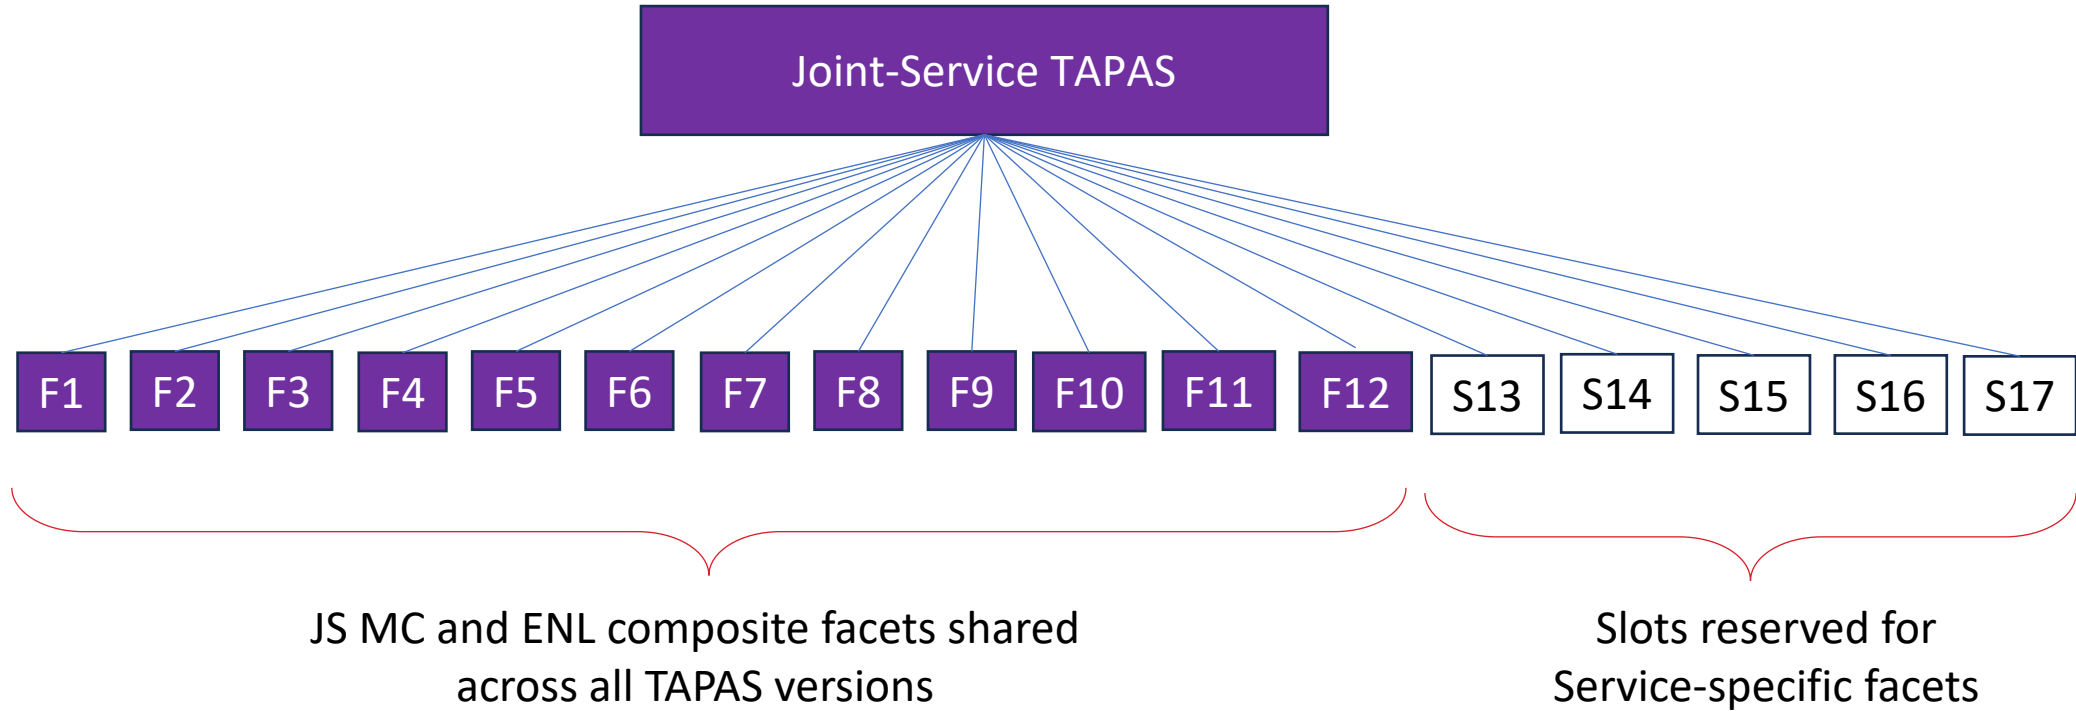 Joint-Service TAPAS
F1 F2 F3 F4 F5 F6 F7 F8 F9 F10 F11 F12 S13 S14 S15 S16 S17
JS MC and ENL composite facets shared
across all TAPAS versions
Slots reserved for
Service-specific facets